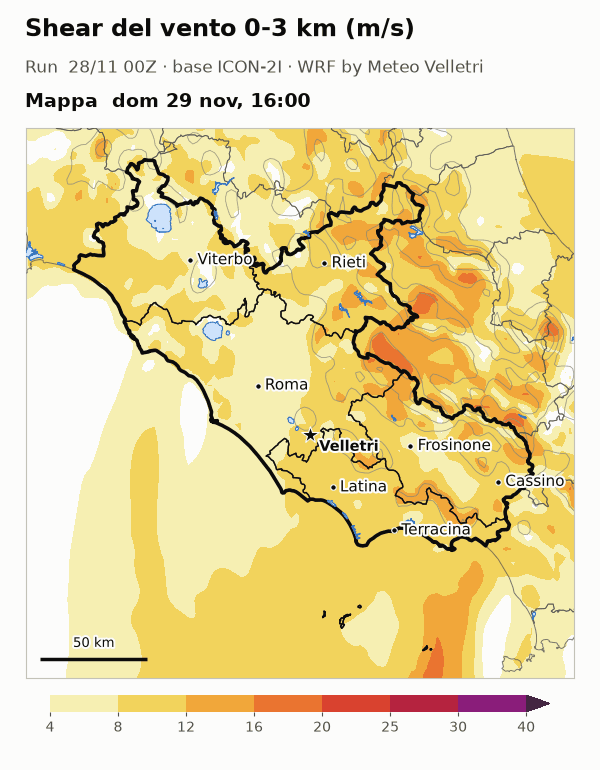 Shear del vento 0-3 km (m/s)
Run  28/11 00Z · base ICON-2I · WRF by Meteo Velletri
Mappa  dom 29 nov, 16:00
Viterbo
Rieti
Roma
Velletri
Frosinone
Latina
Cassino
Terracina
50 km
4 8 12 16 20 25 30 40